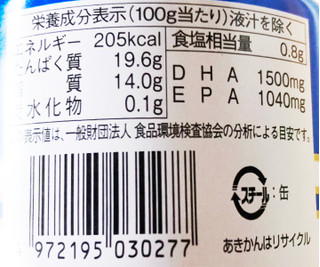 栄養成分表示(100g当たり)液汁を除く
エネルギー 205kcal
たんぱく質 19.6g
質 14.0g
水化物 0.1g
食塩相当量 0.8g
DHA 1500mg
EPA 1040mg
表示値は、一般財団法人 食品環境検査協会の分析による目安です。
スチール:缶
あきかんはリサイクル
972195 030277